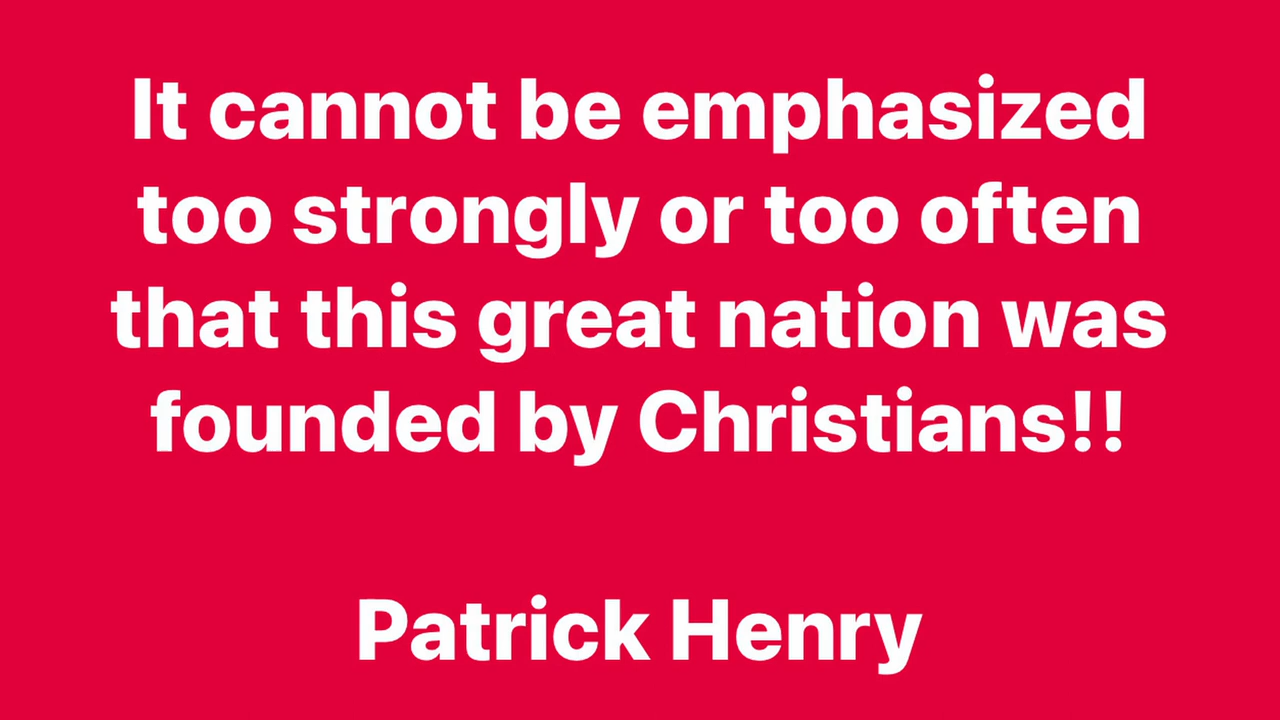 It cannot be emphasized
too strongly or too often
that this great nation was
founded by Christians!!
Patrick Henry